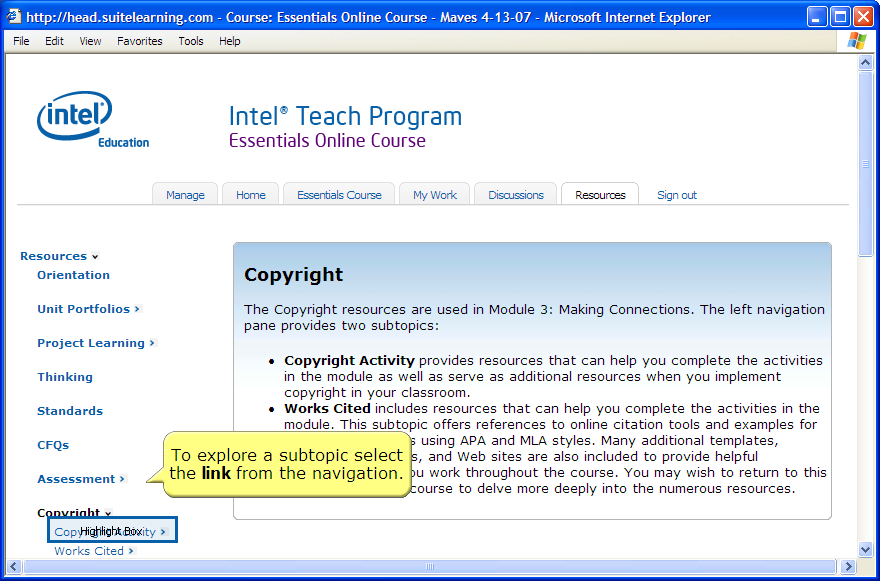 http://head.suitelearning.com - Course: Essentials Online Course - Maves 4-13-07 - Microsoft Internet Explorer
File Edit View Favorites Tools Help
intel
Education
Intel® Teach Program
Essentials Online Course
Manage Home Essentials Course My Work Discussions Resources Sign out
Resources
Orientation
Unit Portfolios >
Project Learning >
Thinking
Standards
CFQs
Assessment >
Copyright
Highlight Box
Works Cited >
Copyright
The Copyright resources are used in Module 3: Making Connections. The left navigation
pane provides two subtopics:
• Copyright Activity provides resources that can help you complete the activities
in the module as well as serve as additional resources when you implement
copyright in your classroom.
• Works Cited includes resources that can help you complete the activities in the
module. This subtopic offers references to online citation tools and examples for
using APA and MLA styles. Many additional templates,
and Web sites are also included to provide helpful
work throughout the course. You may wish to return to this
course to delve more deeply into the numerous resources.
To explore a subtopic select
the link from the navigation.